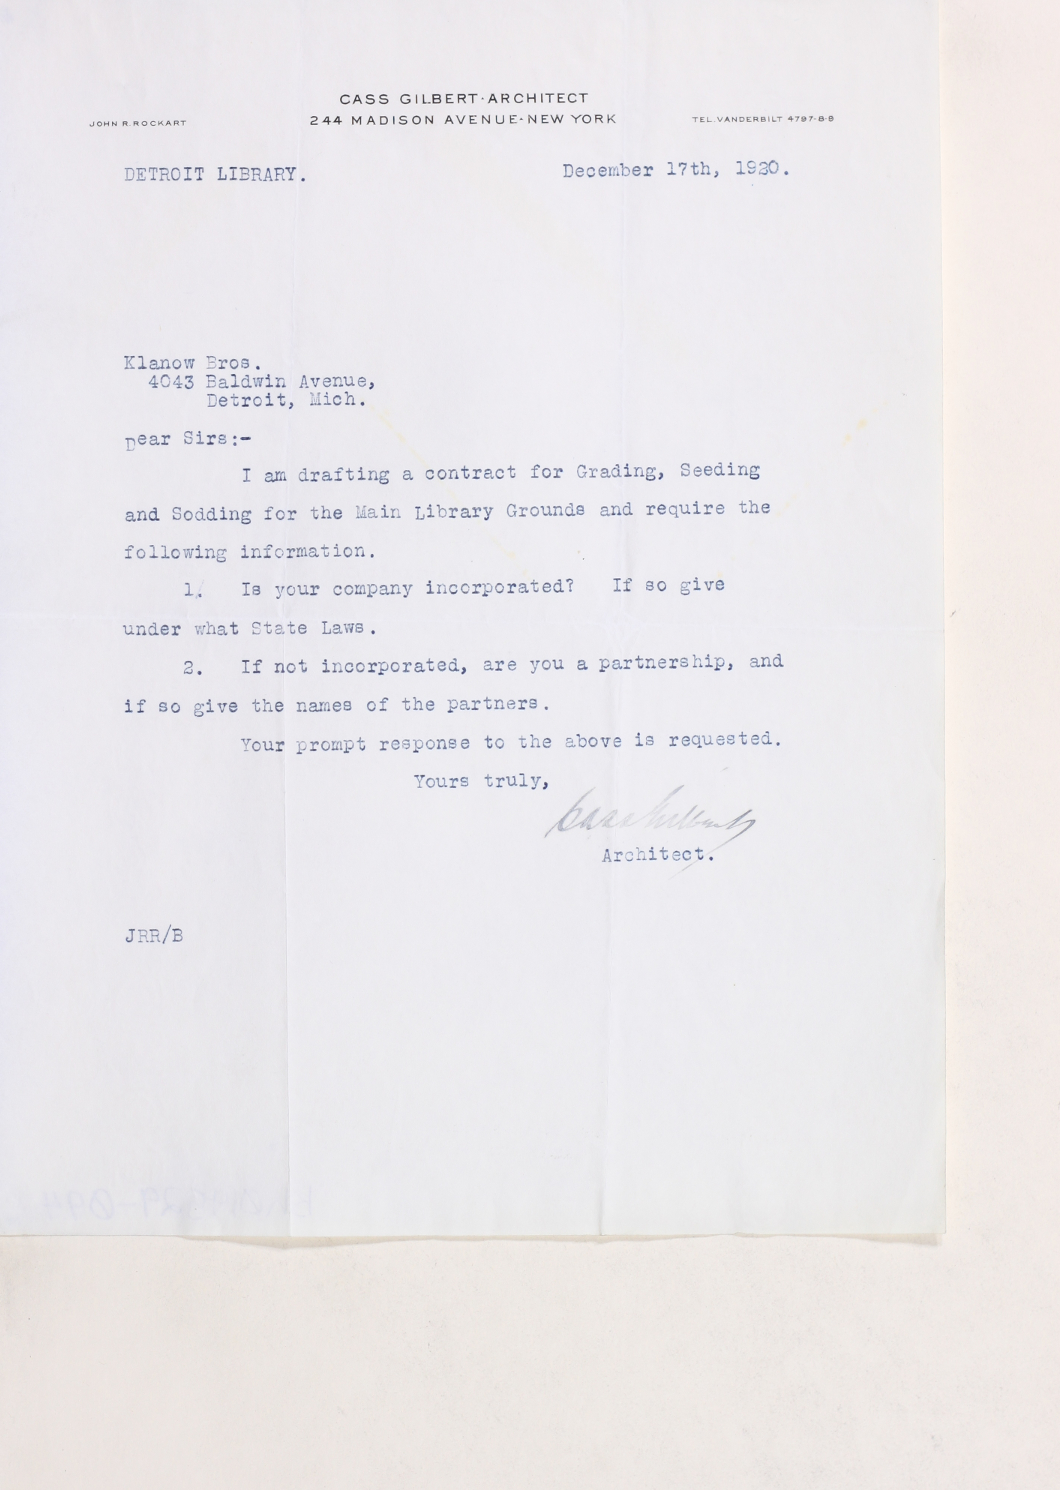 CASS GILBERT·ARCHITECT
JOHN R. ROCKART 244 MADISON AVENUE·NEW YORK TEL. VANDERBILT 4797-8-8
DETROIT LIBRARY. December 17th, 1920.
Klanow Bros.
4043 Baldwin Avenue,
Detroit, Mich.
Dear Sirs:-
I am drafting a contract for Grading, Seeding
and Sodding for the Main Library Grounds and require the
following information.
1. Is your company incorporated? If so give
under what State Laws.
2. If not incorporated, are you a partnership, and
if so give the names of the partners.
Your prompt response to the above is requested.
Yours truly,
Cass Gilbert
Architect.
JRR/B